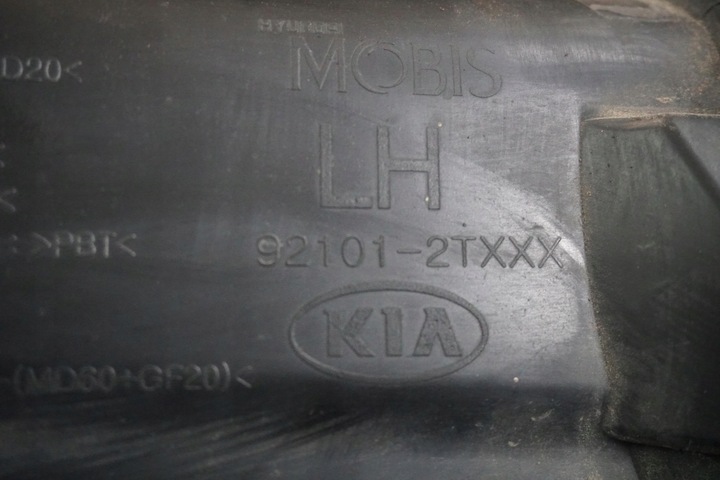 HYUNDAI
MOBIS
D20<
LH
<
:>PBT<
92101-2TXXX
KIA
-(MD60+GF20)<